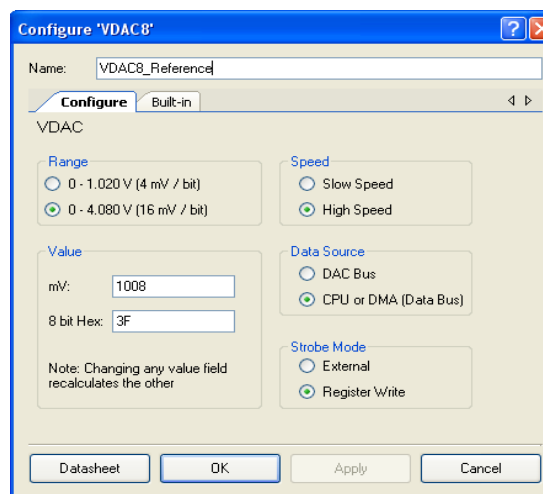 Configure 'VDAC8'
Name: VDAC8_Reference
Configure Built-in
VDAC
Range
0 - 1.020 V (4 mV / bit)
0 - 4.080 V (16 mV / bit)
Speed
Slow Speed
High Speed
Value
mV: 1008
8 bit Hex: 3F
Note: Changing any value field
recalculates the other
Data Source
DAC Bus
CPU or DMA (Data Bus)
Strobe Mode
External
Register Write
Datasheet OK Apply Cancel